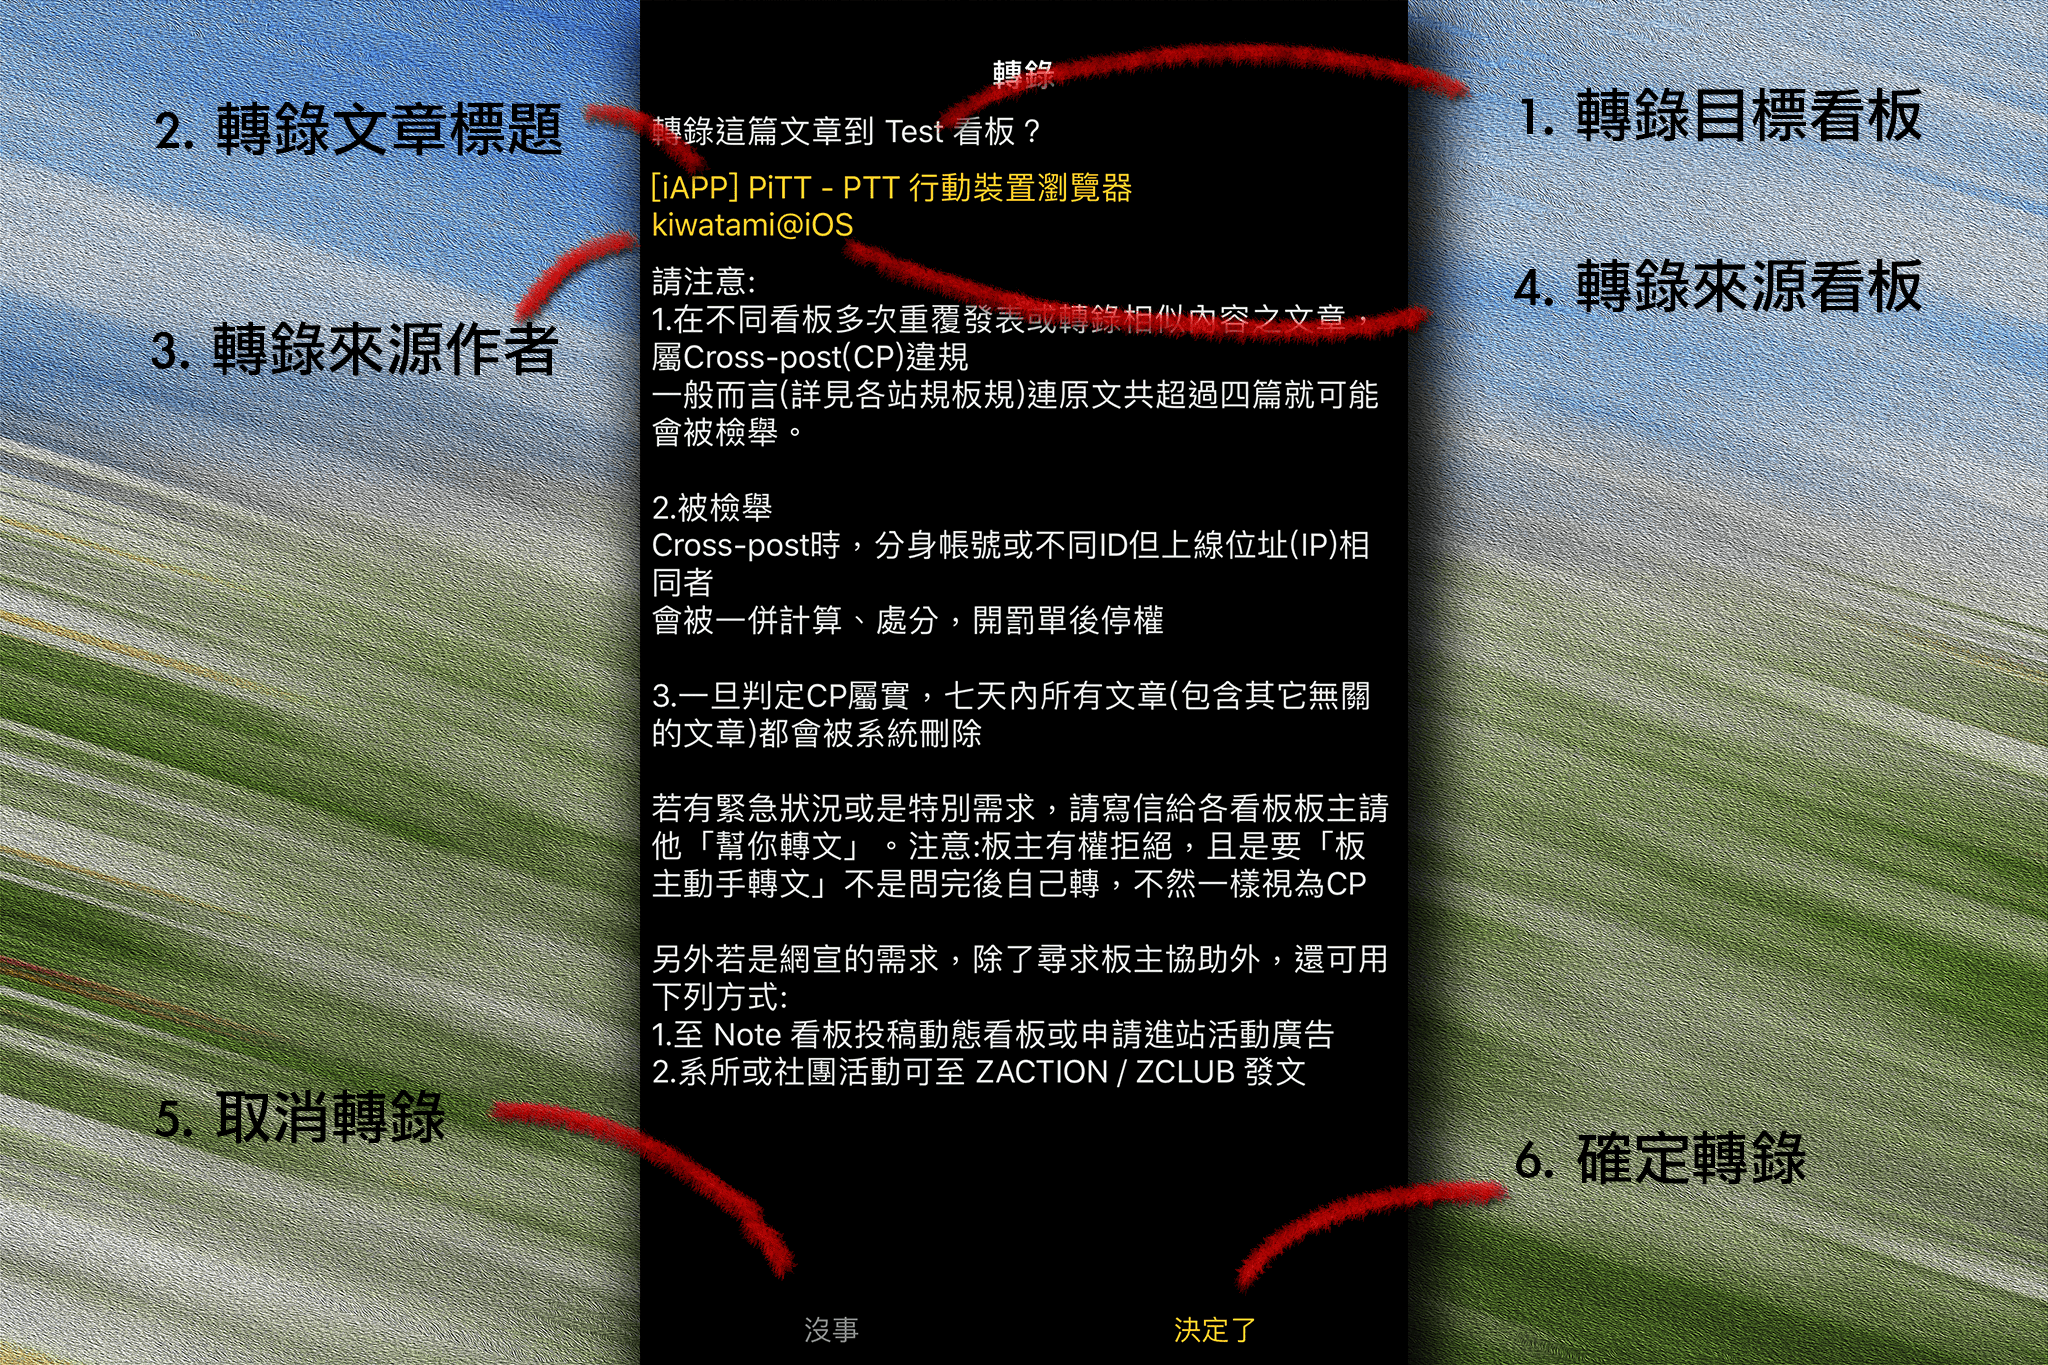 轉錄
轉錄這篇文章到 Test 看板？
[iAPP] PiTT - PTT 行動裝置瀏覽器
kiwatami@iOS
請注意:
1.在不同看板多次重覆發表或轉錄相似內容之文章，
屬Cross-post(CP)違規
一般而言(詳見各站規板規)連原文共超過四篇就可能
會被檢舉。
2.被檢舉
Cross-post時，分身帳號或不同ID但上線位址(IP)相
同者
會被一併計算、處分，開罰單後停權
3.一旦判定CP屬實，七天內所有文章(包含其它無關
的文章)都會被系統刪除
若有緊急狀況或是特別需求，請寫信給各看板板主請
他「幫你轉文」。注意:板主有權拒絕，且是要「板
主動手轉文」不是問完後自己轉，不然一樣視為CP
另外若是網宣的需求，除了尋求板主協助外，還可用
下列方式:
1.至 Note 看板投稿動態看板或申請進站活動廣告
2.系所或社團活動可至 ZACTION / ZCLUB 發文
沒事
決定了
1. 轉錄目標看板
2. 轉錄文章標題
3. 轉錄來源作者
4. 轉錄來源看板
5. 取消轉錄
6. 確定轉錄